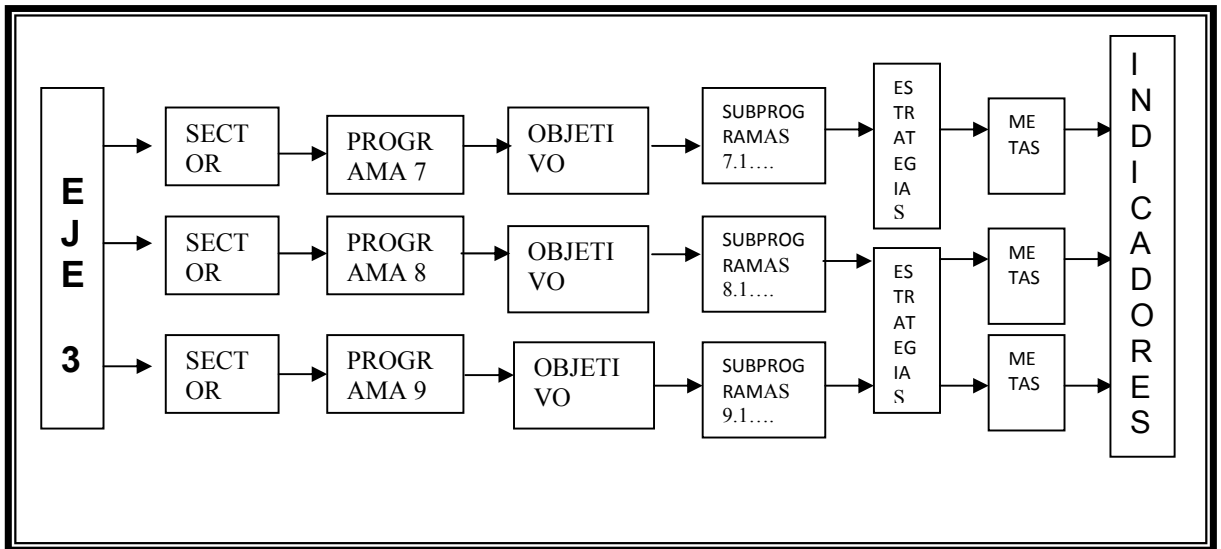 E
J
E
3
SECT
OR
PROGR
AMA 7
OBJETI
VO
SUBPROG
RAMAS
7.1....
ES
TR
AT
EG
IA
S
ME
TAS
SECT
OR
PROGR
AMA 8
OBJETI
VO
SUBPROG
RAMAS
8.1....
ES
TR
AT
EG
IA
S
ME
TAS
SECT
OR
PROGR
AMA 9
OBJETI
VO
SUBPROG
RAMAS
9.1....
ME
TAS
I
N
D
I
C
A
D
O
R
E
S